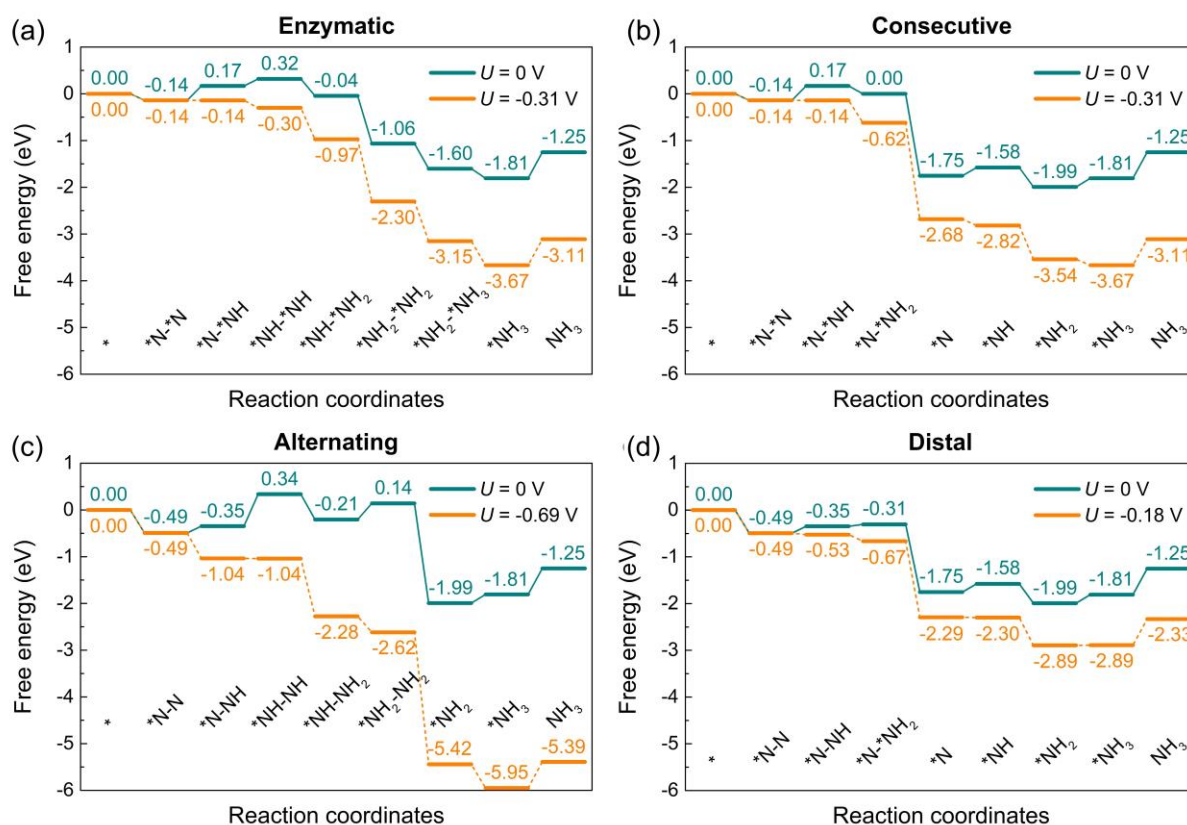 (a)
Enzymatic
Free energy (eV)
1
0
-1
-2
-3
-4
-5
-6
U = 0 V
U = -0.31 V
0.00 -0.14 0.17 0.32 -0.04 -1.06 -1.60 -1.81 -1.25
0.00 -0.14 -0.14 -0.30 -0.97 -2.30 -3.15 -3.67 -3.11
* *N-*N *N-*NH *NH-*NH *NH-*NH₂ *NH₂-*NH₂ *NH₂-*NH₃ *NH₃ NH₃
Reaction coordinates
(b)
Consecutive
Free energy (eV)
1
0
-1
-2
-3
-4
-5
-6
U = 0 V
U = -0.31 V
0.00 -0.14 0.17 0.00 -1.75 -1.58 -1.99 -1.81 -1.25
0.00 -0.14 -0.14 -0.62 -2.68 -2.82 -3.54 -3.67 -3.11
* *N-*N *N-*NH *N-*NH₂ *N *NH *NH₂ *NH₃ NH₃
Reaction coordinates
(c)
Alternating
Free energy (eV)
1
0
-1
-2
-3
-4
-5
-6
U = 0 V
U = -0.69 V
0.00 -0.49 -0.35 0.34 -0.21 0.14 -1.99 -1.81 -1.25
0.00 -0.49 -1.04 -1.04 -2.28 -2.62 -5.42 -5.95 -5.39
* *N-N *N-NH *NH-NH *NH-NH₂ *NH₂-NH₂ *NH₂ *NH₃ NH₃
Reaction coordinates
(d)
Distal
Free energy (eV)
1
0
-1
-2
-3
-4
-5
-6
U = 0 V
U = -0.18 V
0.00 -0.49 -0.35 -0.31 -1.75 -1.58 -1.99 -1.81 -1.25
0.00 -0.49 -0.53 -0.67 -2.29 -2.30 -2.89 -2.89 -2.33
* *N-N *N-NH *N-*NH₂ *N *NH *NH₂ *NH₃ NH₃
Reaction coordinates